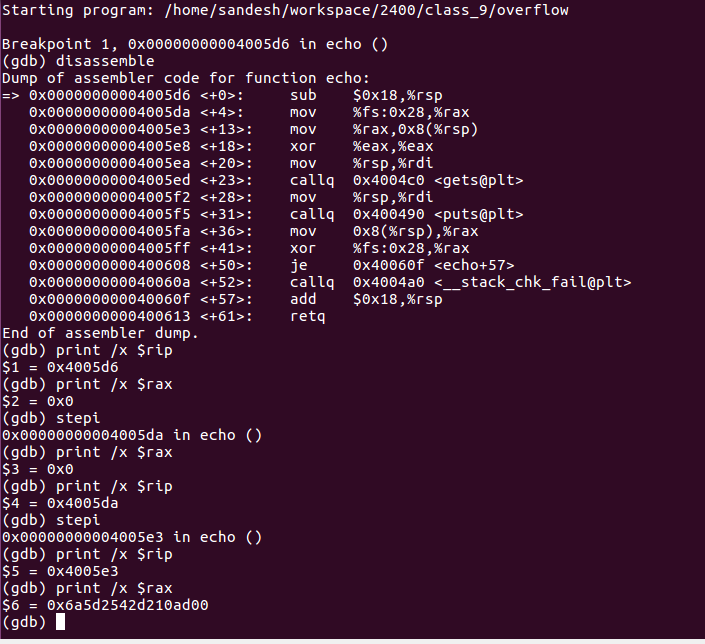 Starting program: /home/sandesh/workspace/2400/class_9/overflow
Breakpoint 1, 0x00000000004005d6 in echo ()
(gdb) disassemble
Dump of assembler code for function echo:
=> 0x00000000004005d6 <+0>:	sub    $0x18,%rsp
   0x00000000004005da <+4>:	mov    %fs:0x28,%rax
   0x00000000004005e3 <+13>:	mov    %rax,0x8(%rsp)
   0x00000000004005e8 <+18>:	xor    %eax,%eax
   0x00000000004005ea <+20>:	mov    %rsp,%rdi
   0x00000000004005ed <+23>:	callq  0x4004c0 <gets@plt>
   0x00000000004005f2 <+28>:	mov    %rsp,%rdi
   0x00000000004005f5 <+31>:	callq  0x400490 <puts@plt>
   0x00000000004005fa <+36>:	mov    0x8(%rsp),%rax
   0x00000000004005ff <+41>:	xor    %fs:0x28,%rax
   0x0000000000400608 <+50>:	je     0x40060f <echo+57>
   0x000000000040060a <+52>:	callq  0x4004a0 <__stack_chk_fail@plt>
   0x000000000040060f <+57>:	add    $0x18,%rsp
   0x0000000000400613 <+61>:	retq
End of assembler dump.
(gdb) print /x $rip
$1 = 0x4005d6
(gdb) print /x $rax
$2 = 0x0
(gdb) stepi
0x00000000004005da in echo ()
(gdb) print /x $rax
$3 = 0x0
(gdb) print /x $rip
$4 = 0x4005da
(gdb) stepi
0x00000000004005e3 in echo ()
(gdb) print /x $rip
$5 = 0x4005e3
(gdb) print /x $rax
$6 = 0x6a5d2542d210ad00
(gdb)